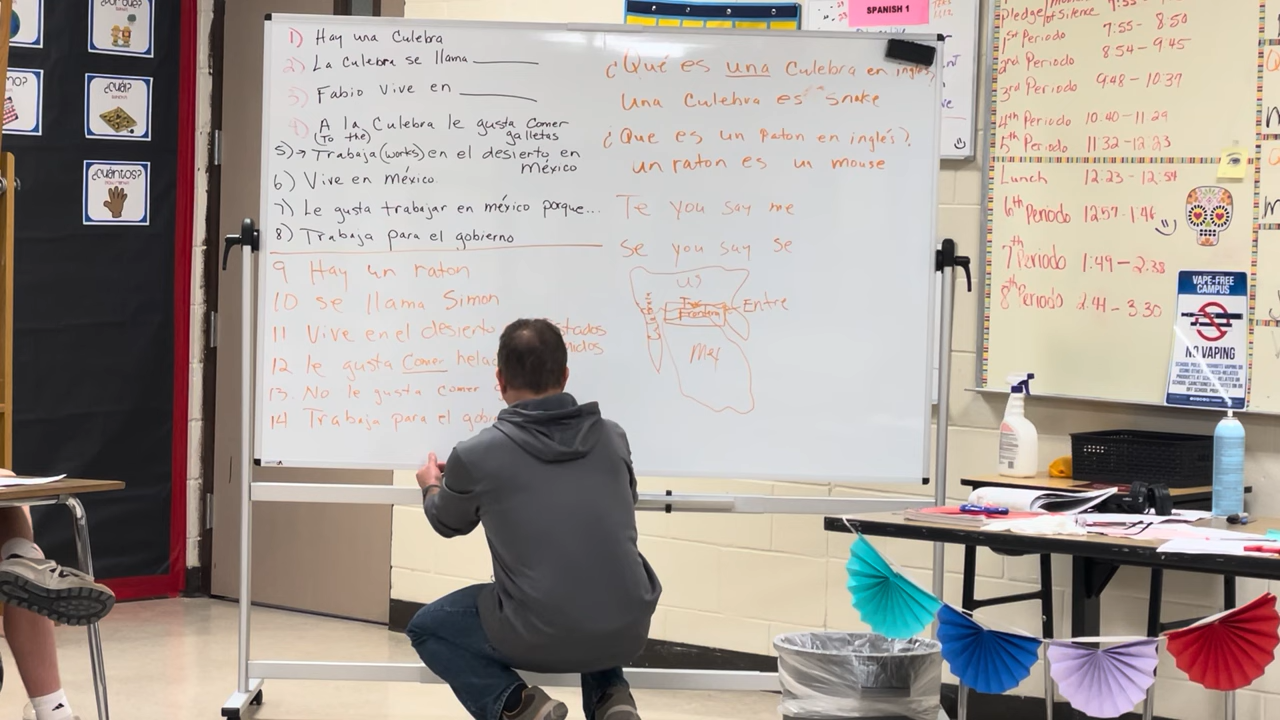 1) Hay una Culebra
2) La culebra se llama
3) Fabio Vive en
4) A la Culebra le gusta Comer
(To the) galletas
5) → Trabaja (works) en el desierto en
méxico
6) Vive en méxico.
7) Le gusta trabajar en méxico porque...
8) Trabaja para el gobierno
9 Hay un raton
10 se llama Simon
11 Vive en el desierto Estados
12 le gusta Comer
13. No le gusta comer
14 Trabaja para el
¿Qué es una Culebra en inglés,
una Culebra es snake
¿Que es un Raton en inglés?
un raton es un mouse
Te you say me
Se you say se
US
Entre
Mex
¿Cuál?
¿Cuántos?
SPANISH 1
Pledge/ of Silence
1st Periodo 7:55 - 8:50
2nd Periodo 8:54 - 9:45
3rd Periodo 9:48 - 10:37
4th Periodo 10:40 - 11:29
5th Periodo 11:32 - 12:23
Lunch 12:23 - 12:54
6th Periodo 12:57 - 1:46
7th Periodo 1:49 - 2:38
8th Periodo 2:41 - 3:30
VAPE-FREE
CAMPUS
NO VAPING